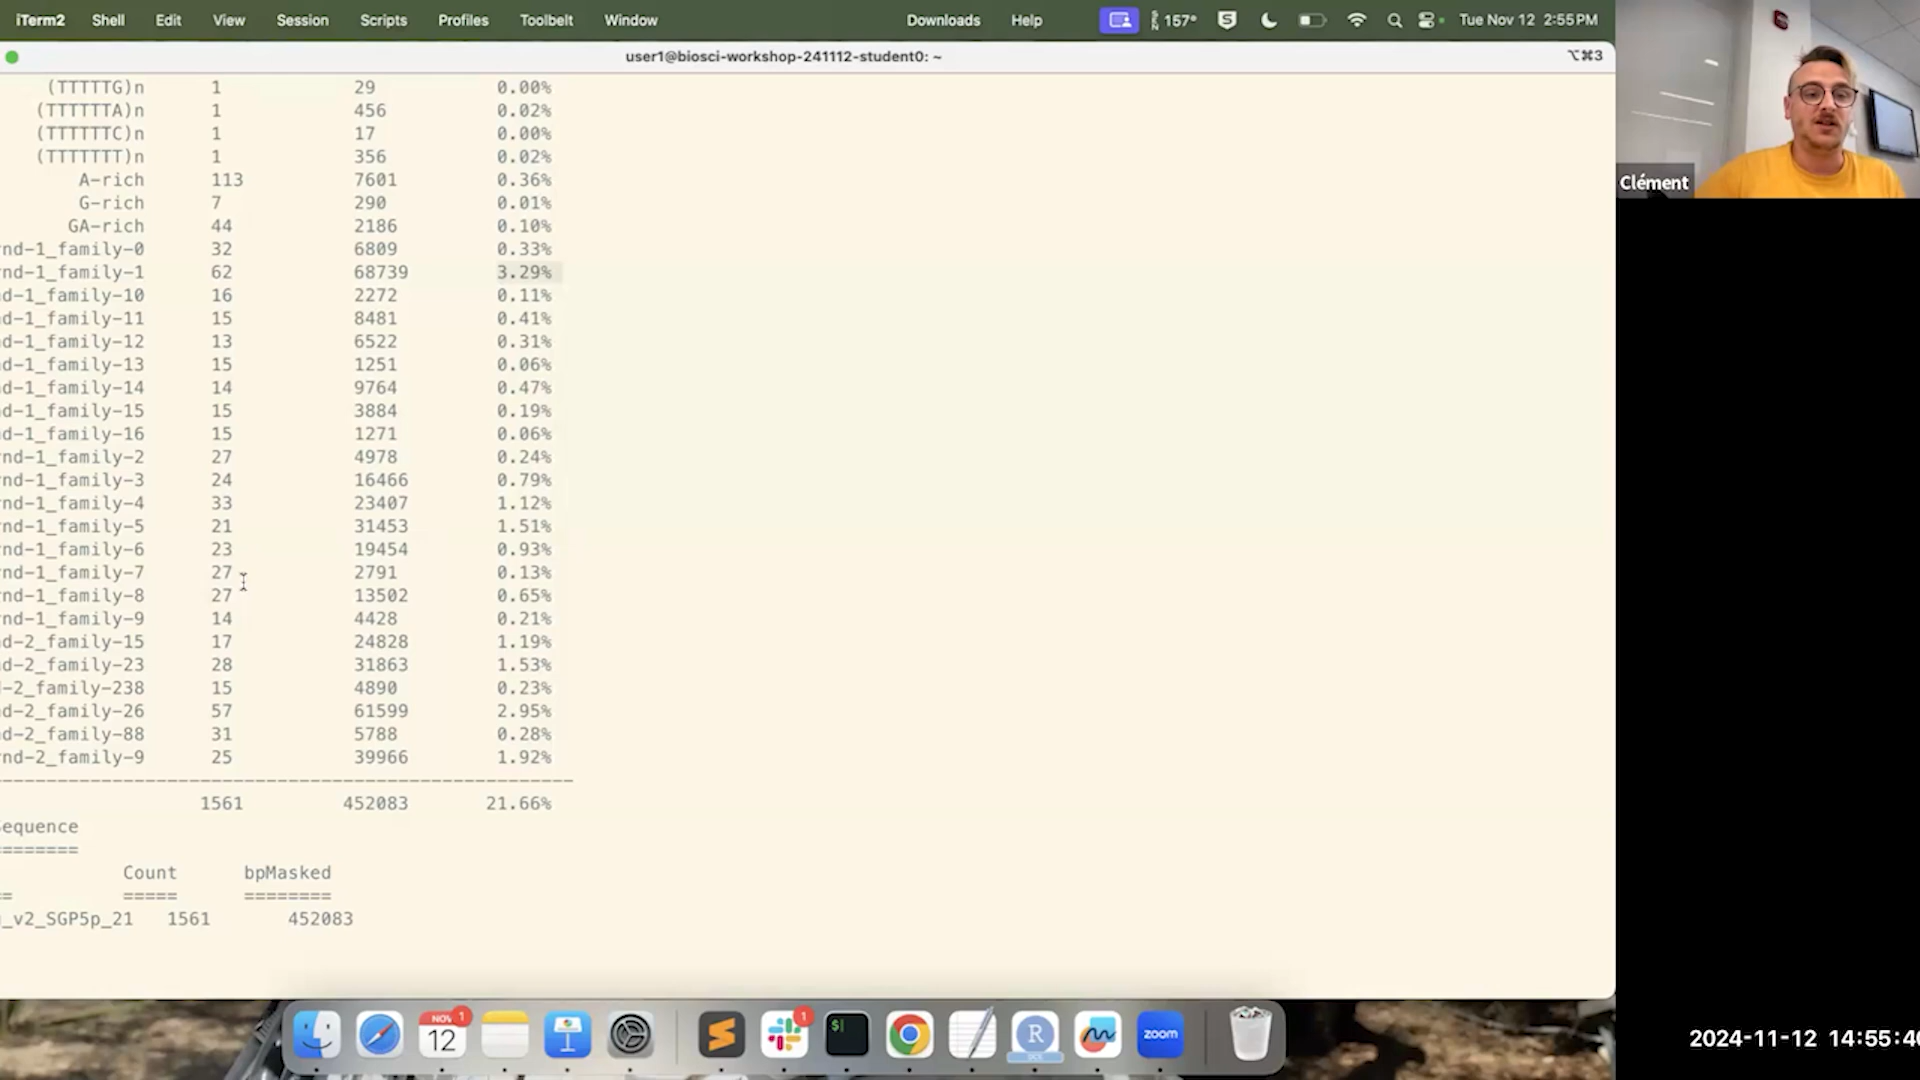 iTerm2 Shell Edit View Session Scripts Profiles Toolbelt Window Downloads Help 157° Tue Nov 12 2:55 PM
user1@biosci-workshop-241112-student0: ~ ⌥⌘3
(TTTTTG)n 1 29 0.00%
(TTTTTTA)n 1 456 0.02%
(TTTTTTC)n 1 17 0.00%
(TTTTTTT)n 1 356 0.02%
A-rich 113 7601 0.36%
G-rich 7 290 0.01%
GA-rich 44 2186 0.10%
nd-1_family-0 32 6809 0.33%
nd-1_family-1 62 68739 3.29%
d-1_family-10 16 2272 0.11%
d-1_family-11 15 8481 0.41%
d-1_family-12 13 6522 0.31%
d-1_family-13 15 1251 0.06%
d-1_family-14 14 9764 0.47%
d-1_family-15 15 3884 0.19%
d-1_family-16 15 1271 0.06%
nd-1_family-2 27 4978 0.24%
nd-1_family-3 24 16466 0.79%
nd-1_family-4 33 23407 1.12%
nd-1_family-5 21 31453 1.51%
nd-1_family-6 23 19454 0.93%
nd-1_family-7 27 2791 0.13%
nd-1_family-8 27 13502 0.65%
nd-1_family-9 14 4428 0.21%
d-2_family-15 17 24828 1.19%
d-2_family-23 28 31863 1.53%
-2_family-238 15 4890 0.23%
d-2_family-26 57 61599 2.95%
d-2_family-88 31 5788 0.28%
nd-2_family-9 25 39966 1.92%
------------------------------------------------------
1561 452083 21.66%
Sequence
========
Count bpMasked
== ===== ========
_v2_SGP5p_21 1561 452083
Clément
NOV 12 1
1
$
R
zoom
2024-11-12 14:55:46